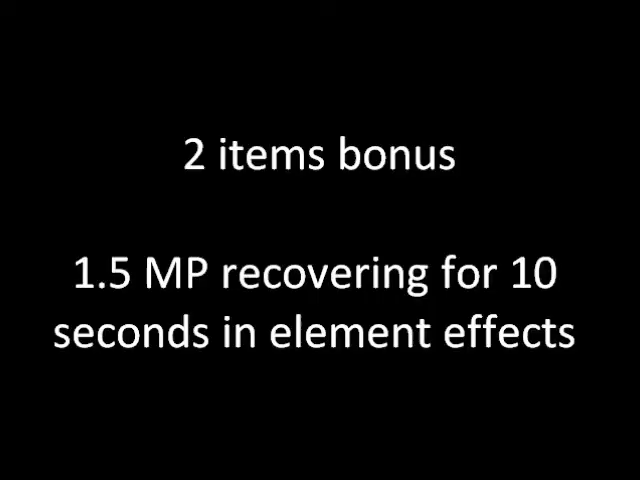 2 items bonus
1.5 MP recovering for 10
seconds in element effects